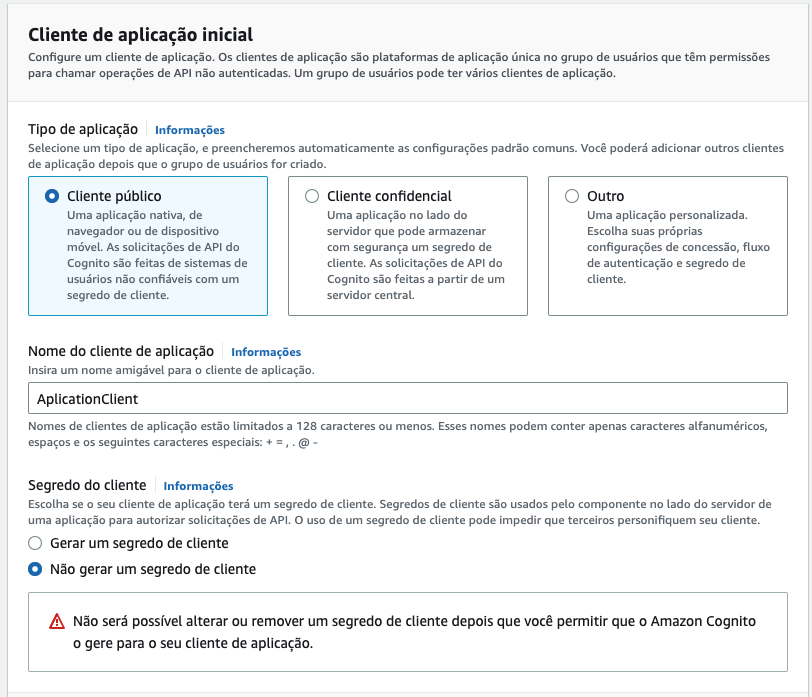 Cliente de aplicação inicial
Configure um cliente de aplicação. Os clientes de aplicação são plataformas de aplicação única no grupo de usuários que têm permissões
para chamar operações de API não autenticadas. Um grupo de usuários pode ter vários clientes de aplicação.
Tipo de aplicação Informações
Selecione um tipo de aplicação, e preencheremos automaticamente as configurações padrão comuns. Você poderá adicionar outros clientes
de aplicação depois que o grupo de usuários for criado.
Cliente público
Uma aplicação nativa, de
navegador ou de dispositivo
móvel. As solicitações de API do
Cognito são feitas de sistemas de
usuários não confiáveis com um
segredo de cliente.
Cliente confidencial
Uma aplicação no lado do
servidor que pode armazenar
com segurança um segredo de
cliente. As solicitações de API do
Cognito são feitas a partir de um
servidor central.
Outro
Uma aplicação personalizada.
Escolha suas próprias
configurações de concessão, fluxo
de autenticação e segredo de
cliente.
Nome do cliente de aplicação Informações
Insira um nome amigável para o cliente de aplicação.
AplicationClient
Nomes de clientes de aplicação estão limitados a 128 caracteres ou menos. Esses nomes podem conter apenas caracteres alfanuméricos,
espaços e os seguintes caracteres especiais: + = , . @ -
Segredo do cliente Informações
Escolha se o seu cliente de aplicação terá um segredo de cliente. Segredos de cliente são usados pelo componente no lado do servidor de
uma aplicação para autorizar solicitações de API. O uso de um segredo de cliente pode impedir que terceiros personifiquem seu cliente.
Gerar um segredo de cliente
Não gerar um segredo de cliente
Não será possível alterar ou remover um segredo de cliente depois que você permitir que o Amazon Cognito
o gere para o seu cliente de aplicação.